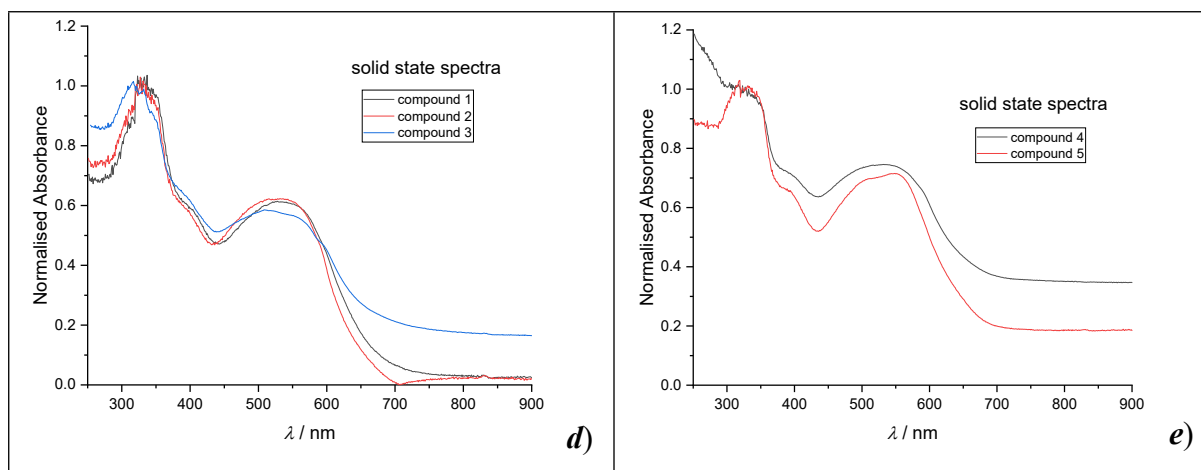 solid state spectra
compound 1
compound 2
compound 3
Normalised Absorbance
1.2
1.0
0.8
0.6
0.4
0.2
0.0
300 400 500 600 700 800 900
λ / nm
d)
solid state spectra
compound 4
compound 5
Normalised Absorbance
1.2
1.0
0.8
0.6
0.4
0.2
0.0
300 400 500 600 700 800 900
λ / nm
e)